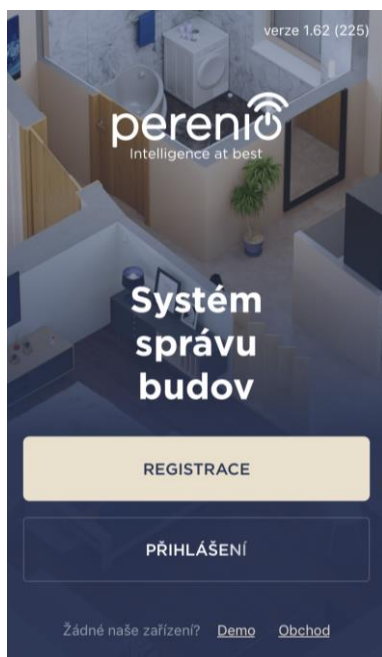 verze 1.62 (225)
perenio
Intelligence at best
Systém
správu
budov
REGISTRACE
PŘIHLÁŠENÍ
Žádné naše zařízení? Demo Obchod